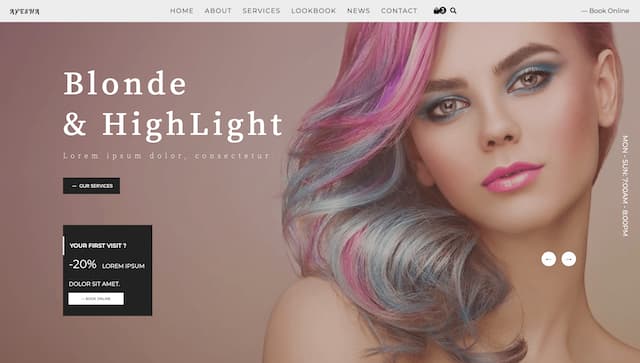 AYESHA
HOME ABOUT SERVICES LOOKBOOK NEWS CONTACT 3
— Book Online
Blonde
& HighLight
Lorem ipsum dolor, consectetur
— OUR SERVICES
YOUR FIRST VISIT ?
-20% LOREM IPSUM
DOLOR SIT AMET.
— BOOK ONLINE
MON - SUN: 7:00AM - 8:00PM